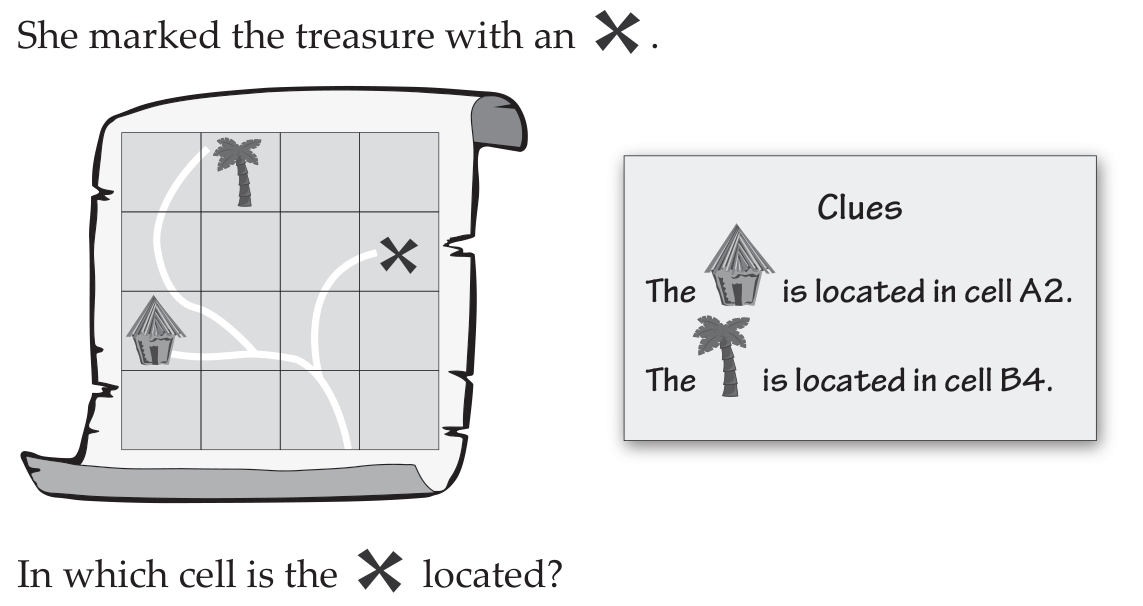 She marked the treasure with an .
Clues
The is located in cell A2.
The is located in cell B4.
In which cell is the located?